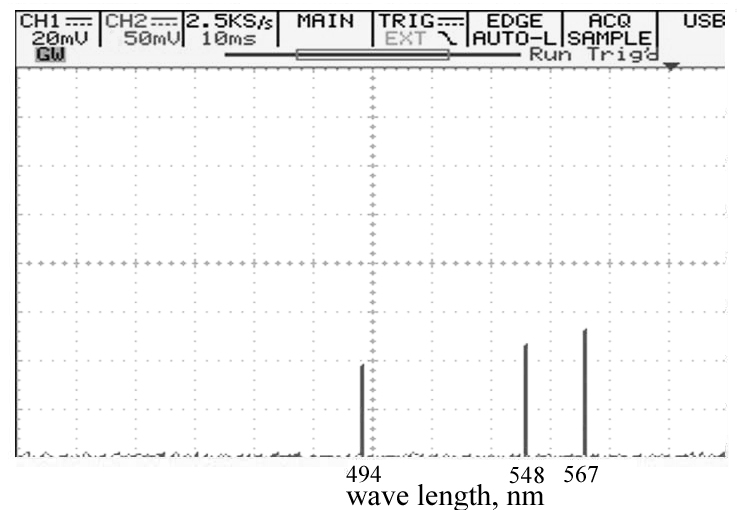 CH1 CH2 2.5KS/s MAIN TRIG EDGE ACQ USB
20mV 50mV 10ms EXT AUTO-L SAMPLE
GW Run Trig'd
494 548 567
wave length, nm